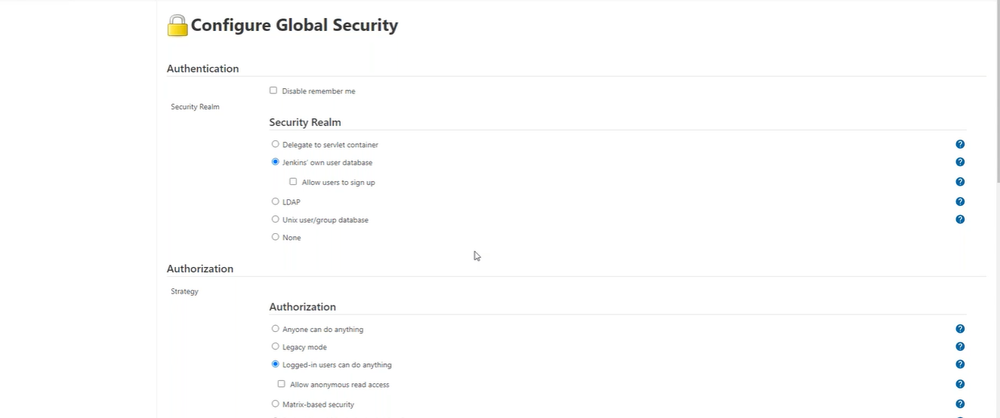 Configure Global Security
Authentication
Disable remember me
Security Realm
Security Realm
Delegate to servlet container
Jenkins' own user database
Allow users to sign up
LDAP
Unix user/group database
None
Authorization
Strategy
Authorization
Anyone can do anything
Legacy mode
Logged-in users can do anything
Allow anonymous read access
Matrix-based security